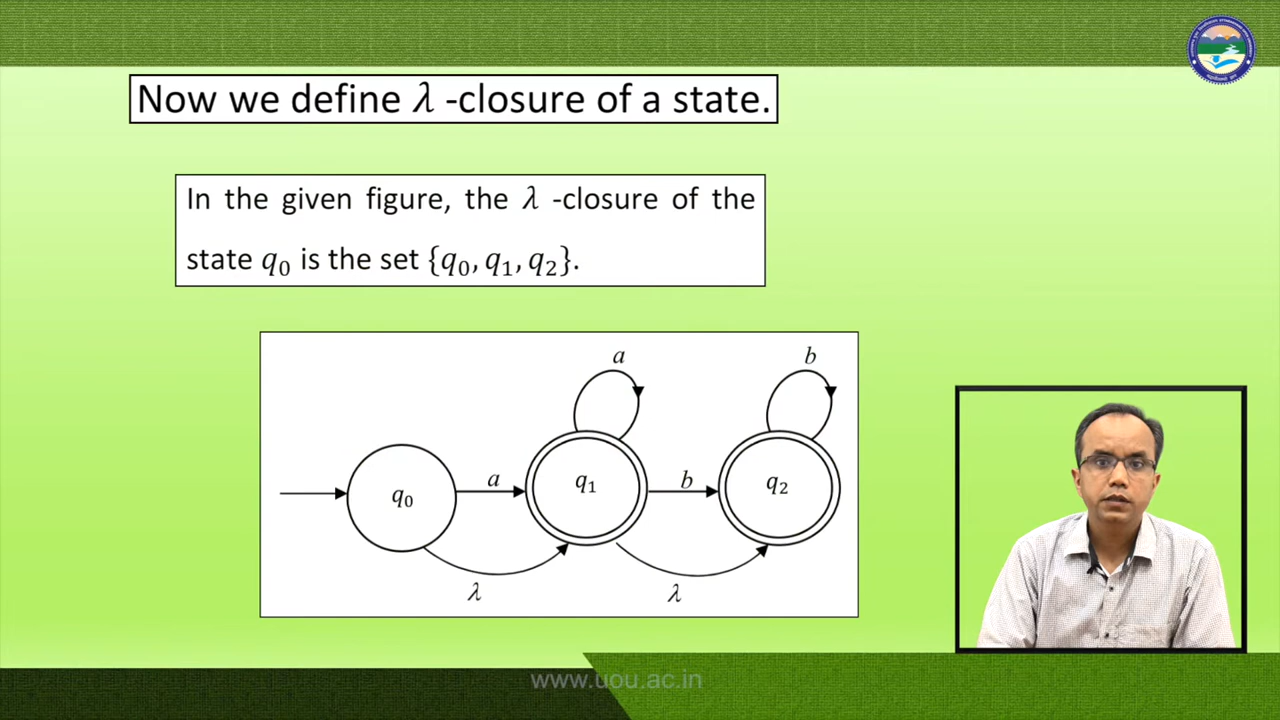 Now we define λ -closure of a state.
In the given figure, the λ -closure of the
state q₀ is the set {q₀, q₁, q₂}.
a
b
q₀
a
q₁
b
q₂
λ
λ
www.uou.ac.in